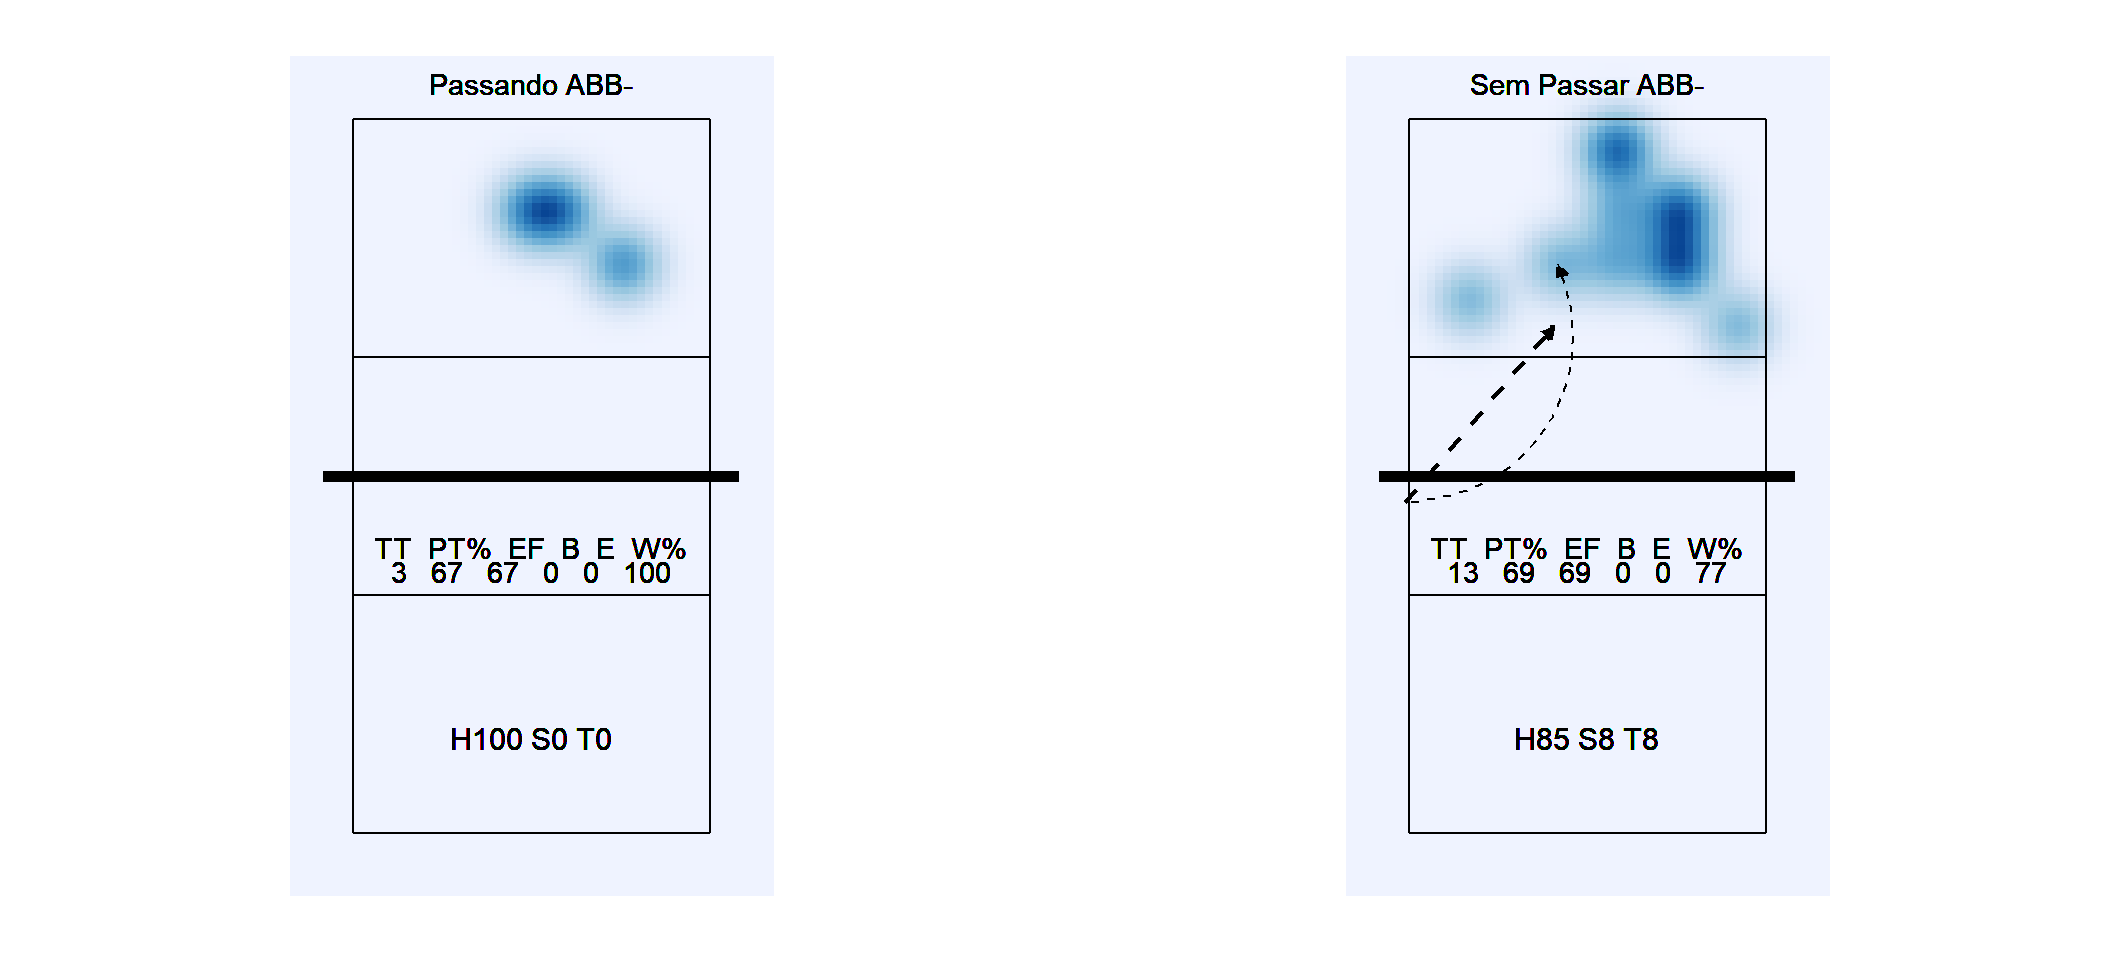 Passando ABB-
TT PT% EF B E W%
3 67 67 0 0 100
H100 S0 T0
Sem Passar ABB-
TT PT% EF B E W%
13 69 69 0 0 77
H85 S8 T8